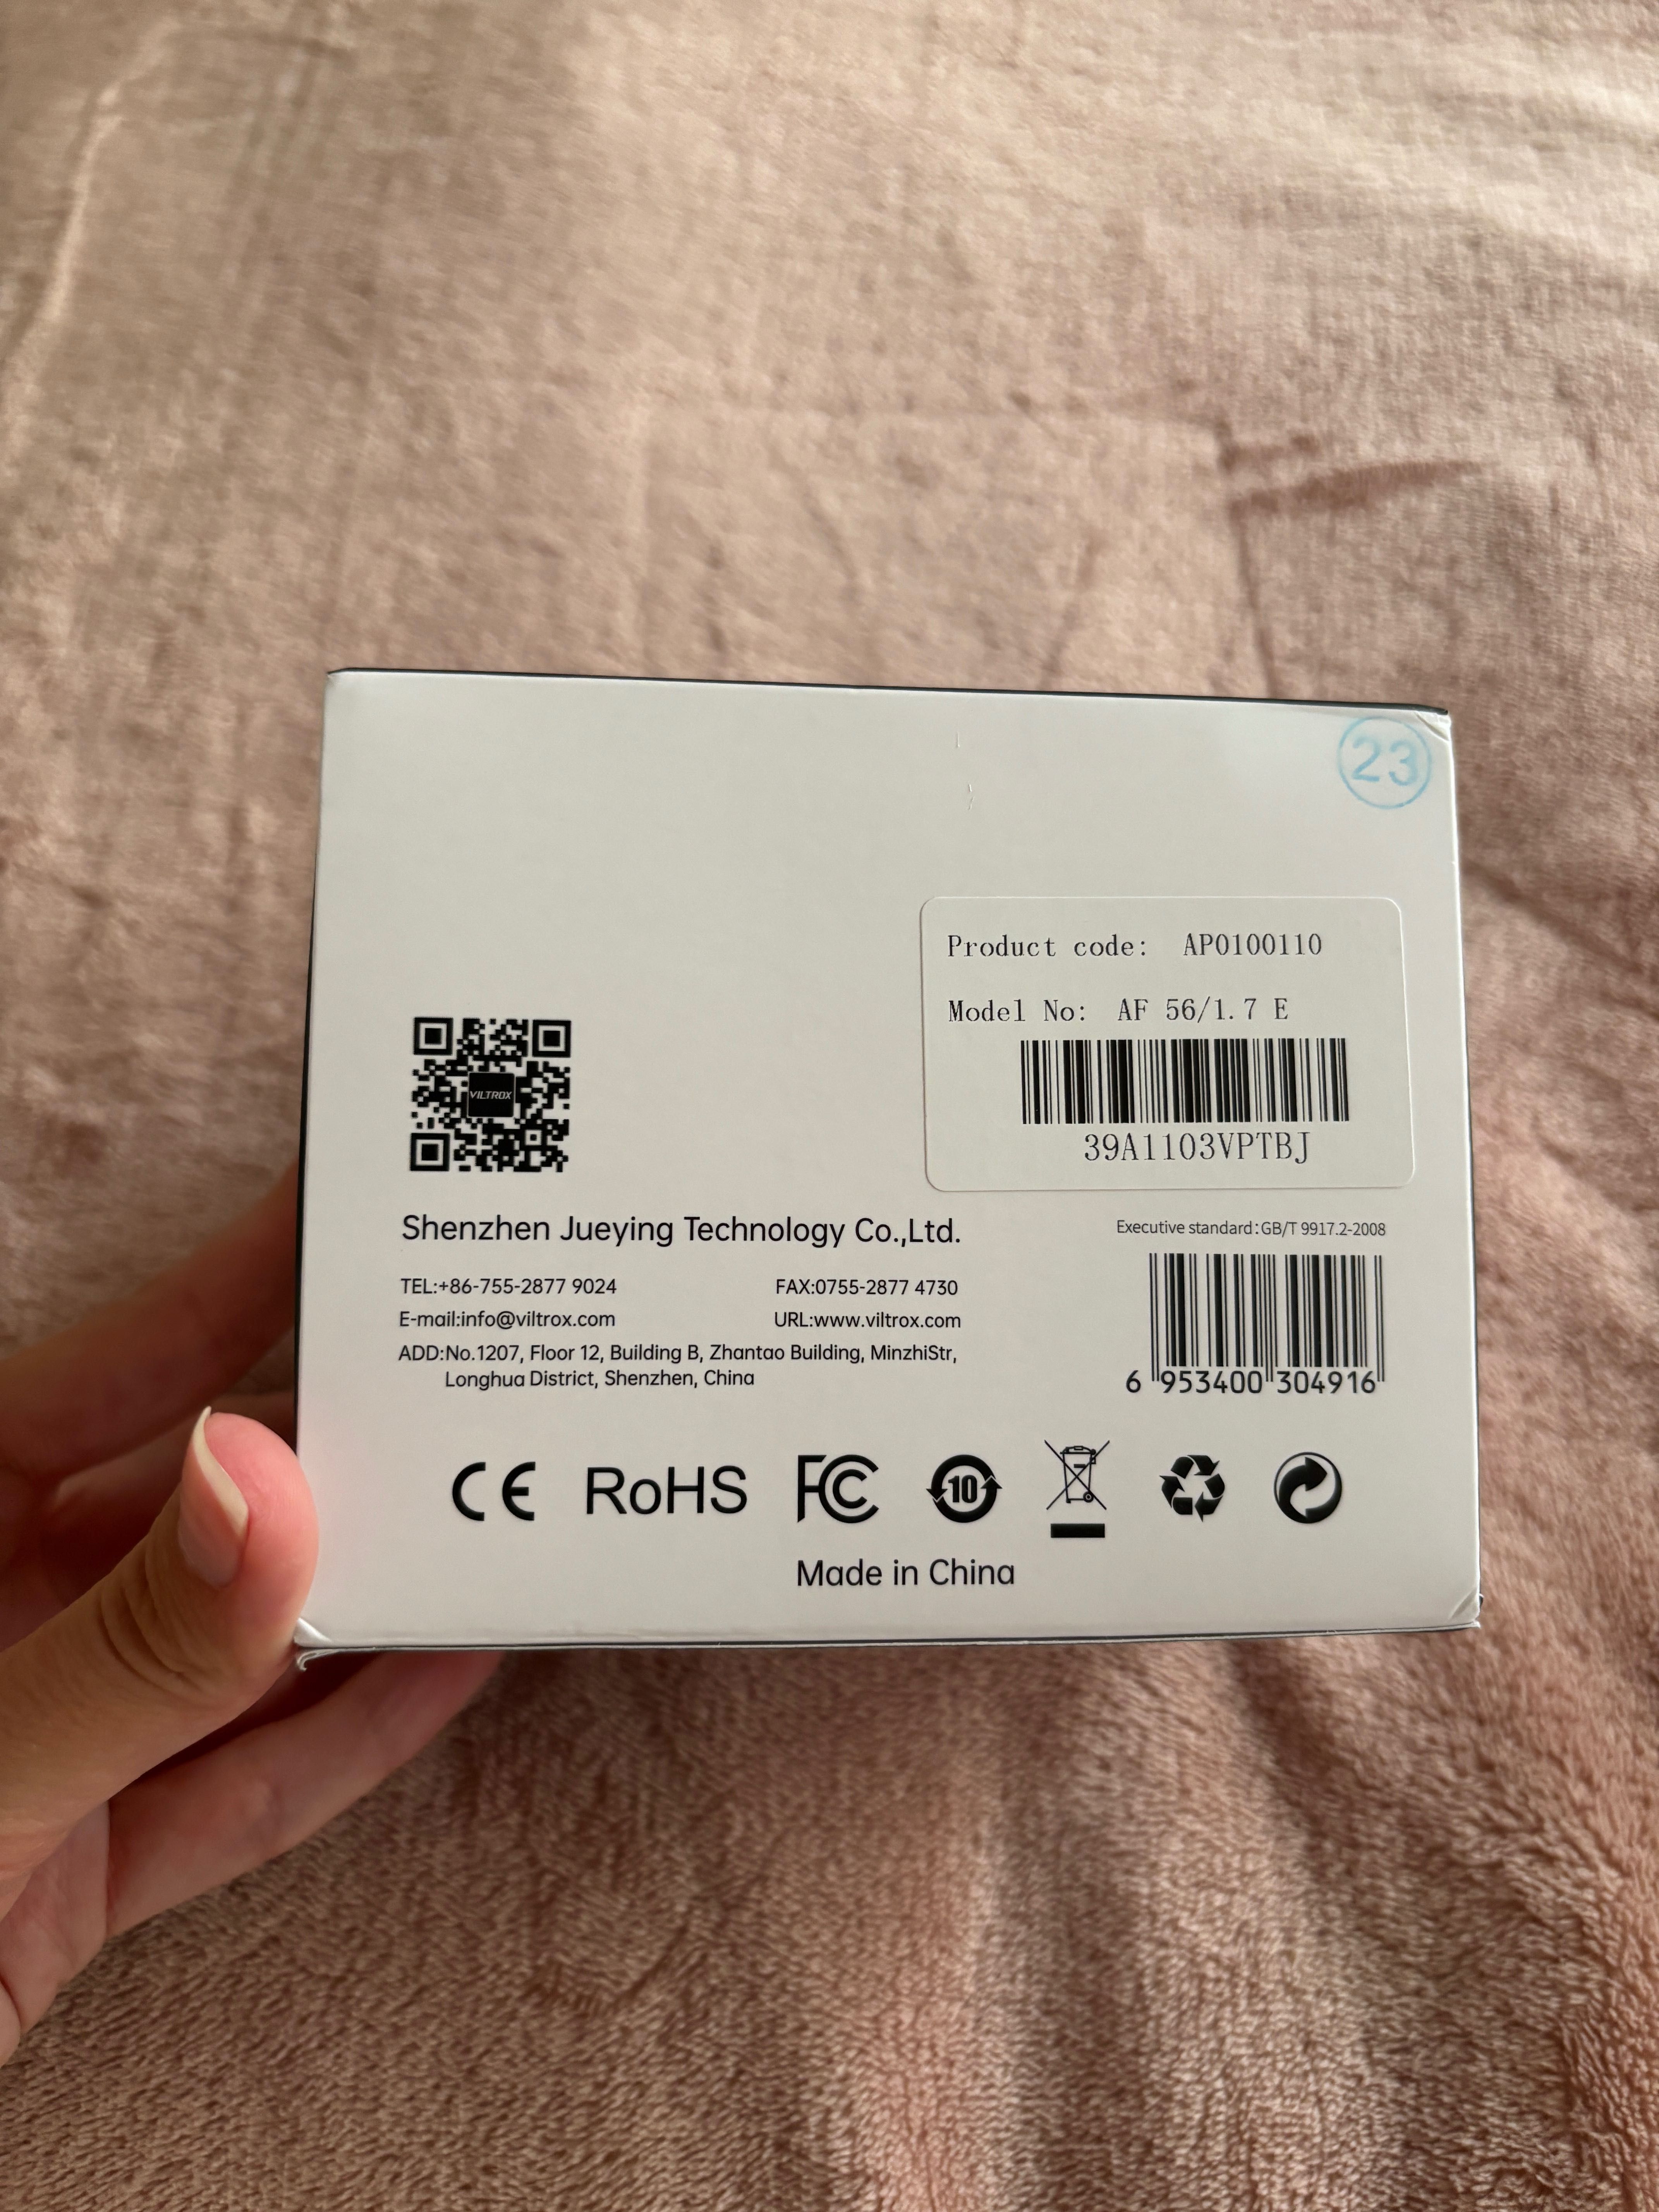 23
Product code: AP0100110
Model No: AF 56/1.7 E
39A1103VPTBJ
VILTROX
Shenzhen Jueying Technology Co.,Ltd.
TEL:+86-755-2877 9024 FAX:0755-2877 4730
E-mail:info@viltrox.com URL:www.viltrox.com
ADD:No.1207, Floor 12, Building B, Zhantao Building, MinzhiStr,
Longhua District, Shenzhen, China
Executive standard:GB/T 9917.2-2008
6 953400 304916
CE RoHS FC 10
Made in China